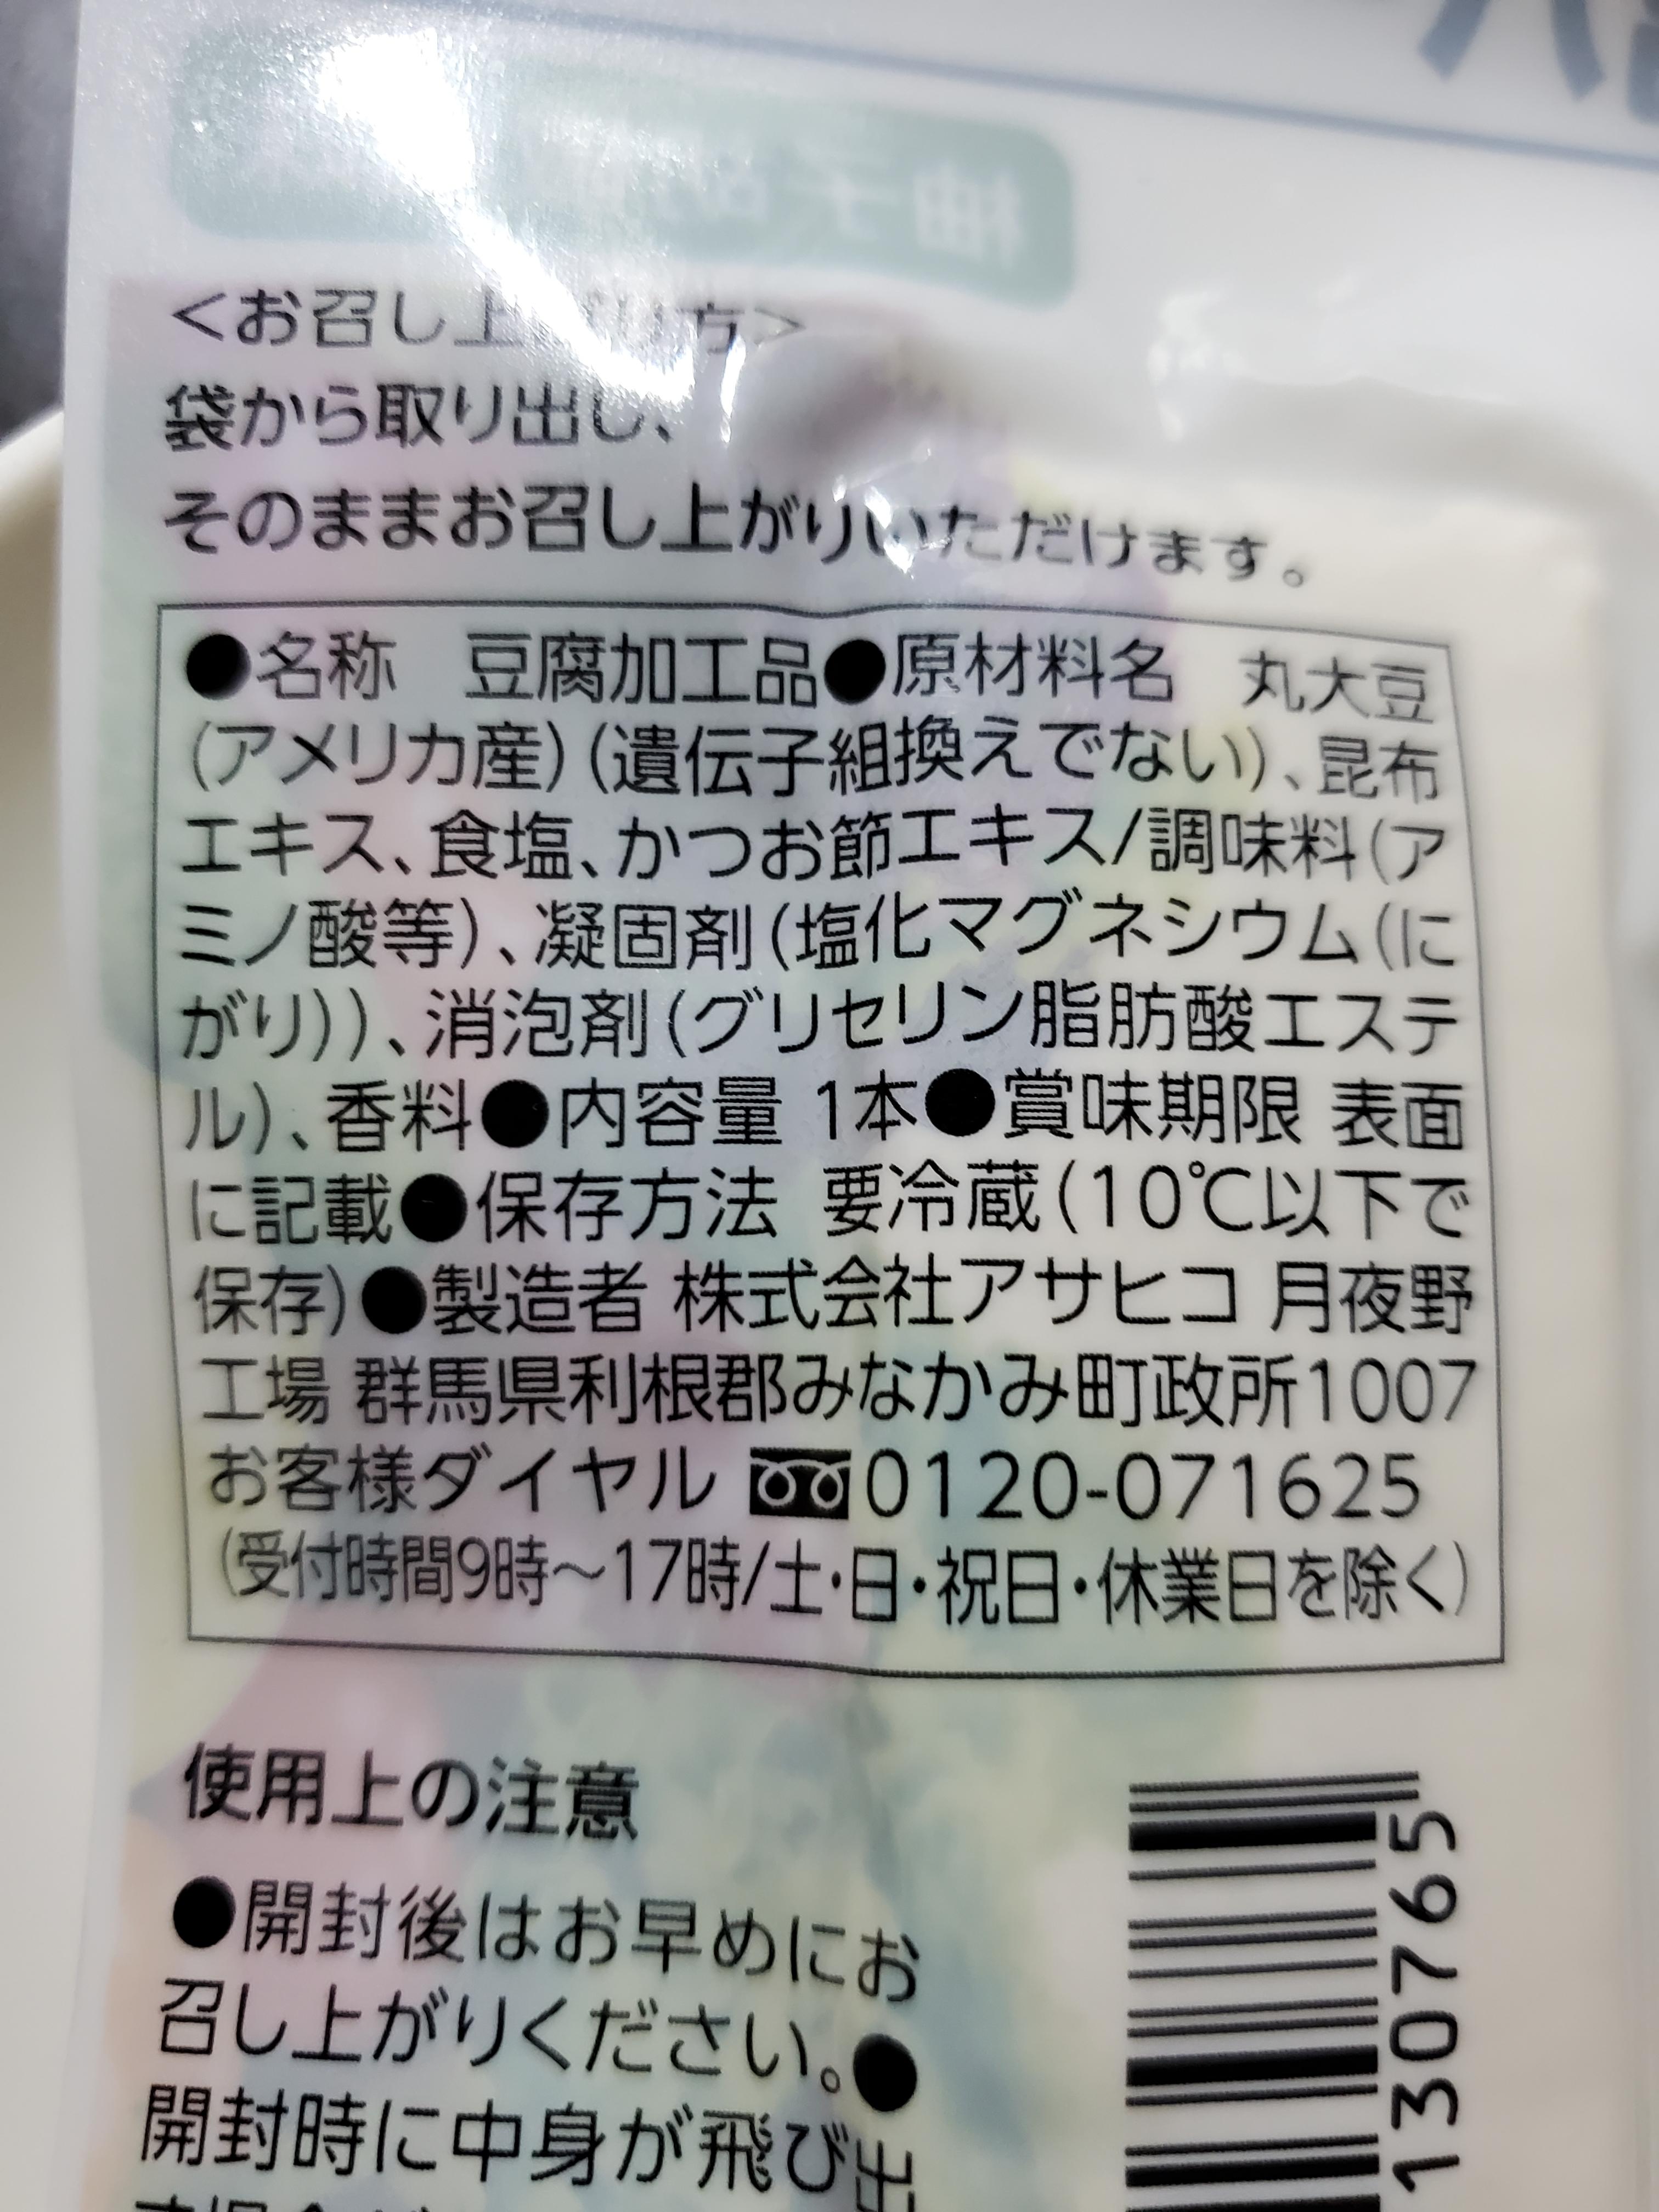 <お召し上がり方>
袋から取り出し、
そのままお召し上がりいただけます。
●名称　豆腐加工品●原材料名　丸大豆
(アメリカ産)(遺伝子組換えでない)、昆布
エキス、食塩、かつお節エキス/調味料(ア
ミノ酸等)、凝固剤(塩化マグネシウム(に
がり))、消泡剤(グリセリン脂肪酸エステ
ル)、香料●内容量 1本●賞味期限 表面
に記載●保存方法 要冷蔵(10℃以下で
保存)●製造者 株式会社アサヒコ 月夜野
工場 群馬県利根郡みなかみ町政所1007
お客様ダイヤル 0120-071625
(受付時間9時～17時/土・日・祝日・休業日を除く)
使用上の注意
●開封後はお早めにお
召し上がりください。●
開封時に中身が飛び出
130765